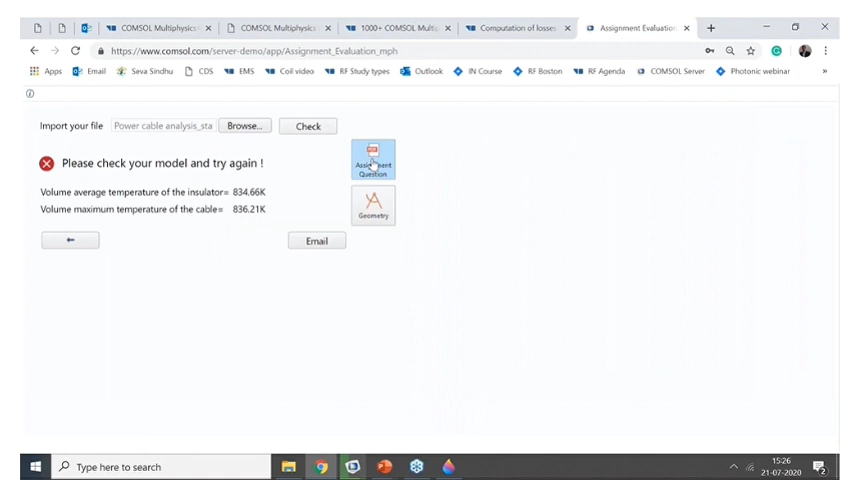 COMSOL Multiphysics
COMSOL Multiphysics
1000+ COMSOL Multip
Computation of losses
Assignment Evaluation
https://www.comsol.com/server-demo/app/Assignment_Evaluation_mph
Apps
Email
Seva Sindhu
CDS
EMS
Coil video
RF Study types
Outlook
IN Course
RF Boston
RF Agenda
COMSOL Server
Photonic webinar
»
Import your file
Power cable analysis_sta
Browse...
Check
Please check your model and try again !
Assignment
Question
Volume average temperature of the insulator= 834.66K
Volume maximum temperature of the cable= 836.21K
Geometry
Email
Type here to search
15:26
21-07-2020
2